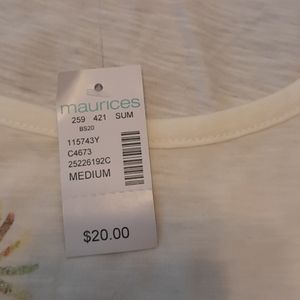 maurices
259 421 SUM
BS20
115743Y
C4673
25226192C
MEDIUM
$20.00